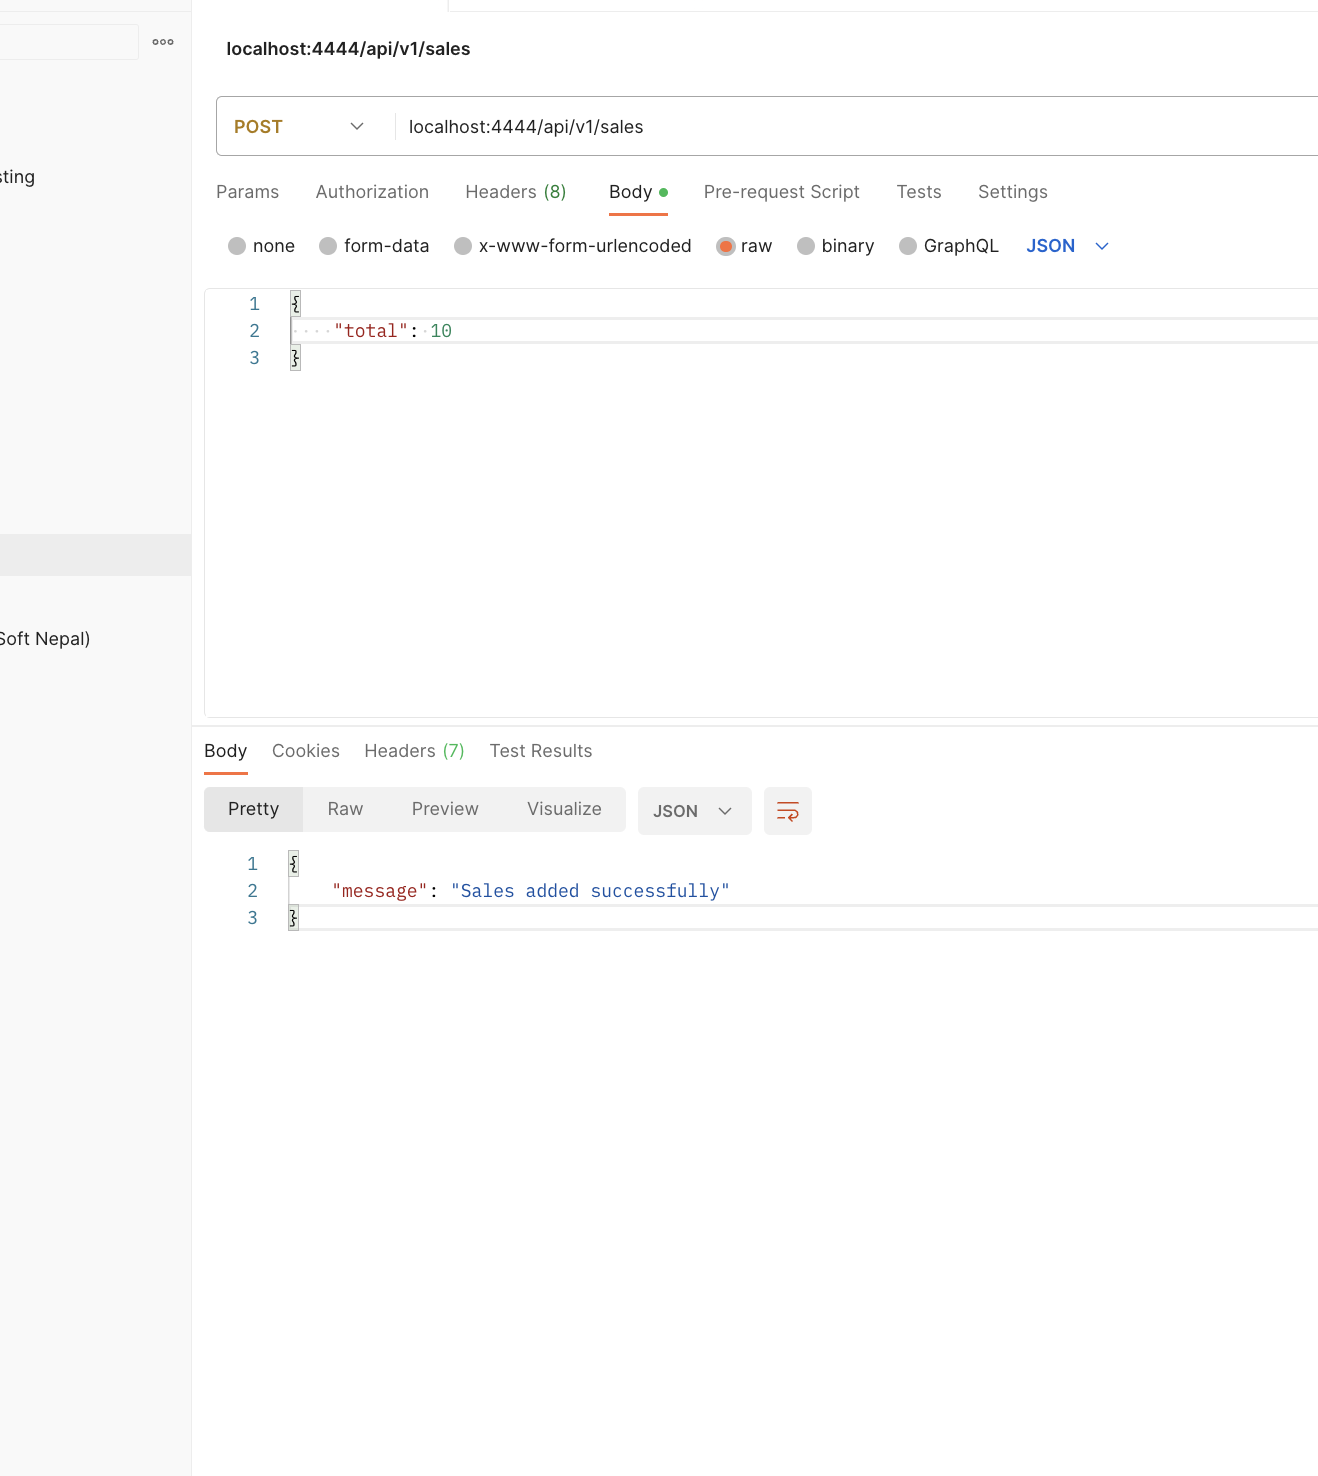 localhost:4444/api/v1/sales
POST localhost:4444/api/v1/sales
sting
Params Authorization Headers (8) Body Pre-request Script Tests Settings
none form-data x-www-form-urlencoded raw binary GraphQL JSON
1 {
2 "total": 10
3 }
Soft Nepal)
Body Cookies Headers (7) Test Results
Pretty Raw Preview Visualize JSON
1 {
2 "message": "Sales added successfully"
3 }